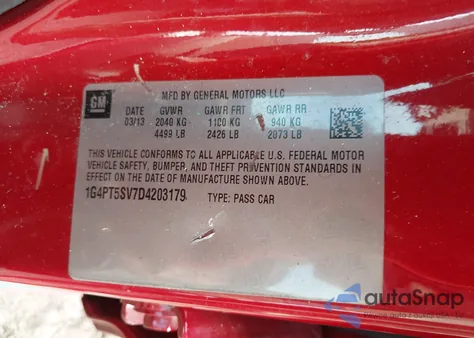 GM
MFD BY GENERAL MOTORS LLC
DATE GVWR GAWR FRT GAWR RR
03/13 2040 KG 1100 KG 940 KG
4499 LB 2426 LB 2073 LB
THIS VEHICLE CONFORMS TO ALL APPLICABLE U.S. FEDERAL MOTOR
VEHICLE SAFETY, BUMPER, AND THEFT PREVENTION STANDARDS IN
EFFECT ON THE DATE OF MANUFACTURE SHOWN ABOVE.
1G4PT5SV7D4203179 TYPE: PASS CAR
autoSnap